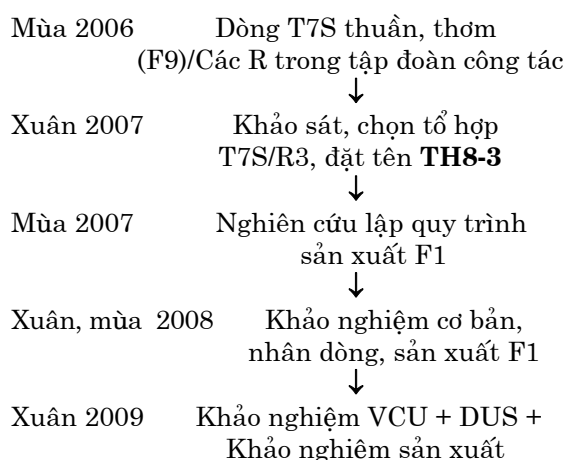 Mùa 2006 Dòng T7S thuần, thơm
(F9)/Các R trong tập đoàn công tác
↓
Xuân 2007 Khảo sát, chọn tổ hợp
T7S/R3, đặt tên TH8-3
↓
Mùa 2007 Nghiên cứu lập quy trình
sản xuất F1
↓
Xuân, mùa 2008 Khảo nghiệm cơ bản,
nhân dòng, sản xuất F1
↓
Xuân 2009 Khảo nghiệm VCU + DUS +
Khảo nghiệm sản xuất